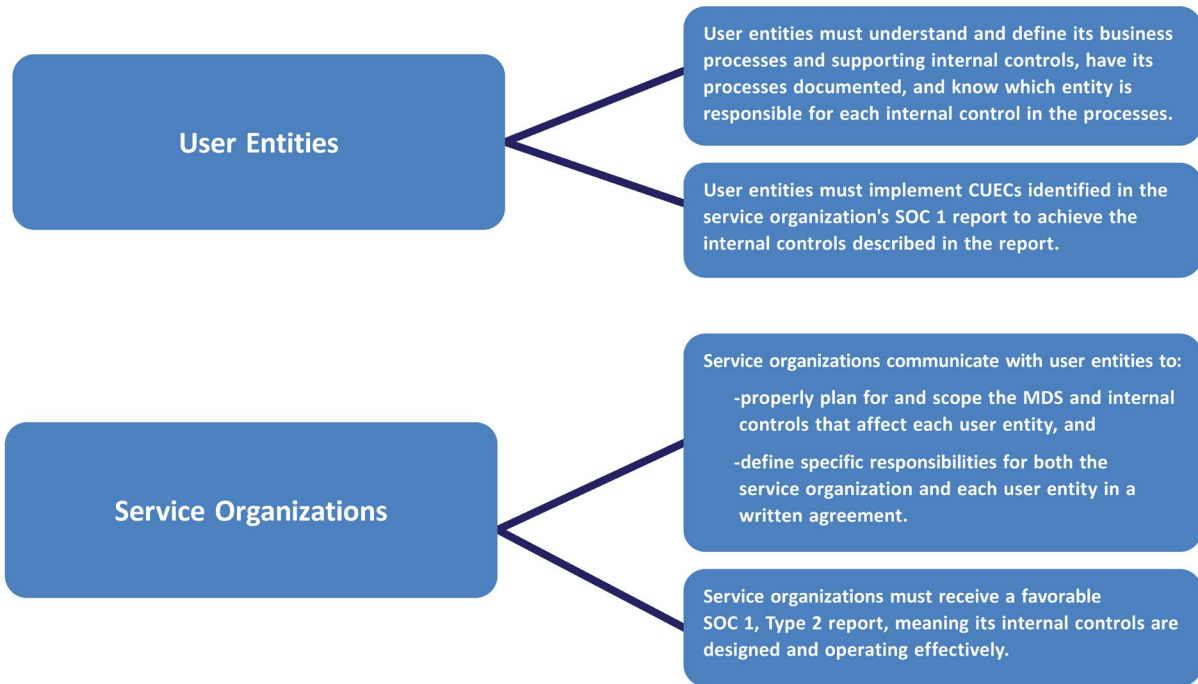 User Entities
User entities must understand and define its business
processes and supporting internal controls, have its
processes documented, and know which entity is
responsible for each internal control in the processes.
User entities must implement CUECs identified in the
service organization's SOC 1 report to achieve the
internal controls described in the report.
Service Organizations
Service organizations communicate with user entities to:
-properly plan for and scope the MDS and internal
controls that affect each user entity, and
-define specific responsibilities for both the
service organization and each user entity in a
written agreement.
Service organizations must receive a favorable
SOC 1, Type 2 report, meaning its internal controls are
designed and operating effectively.